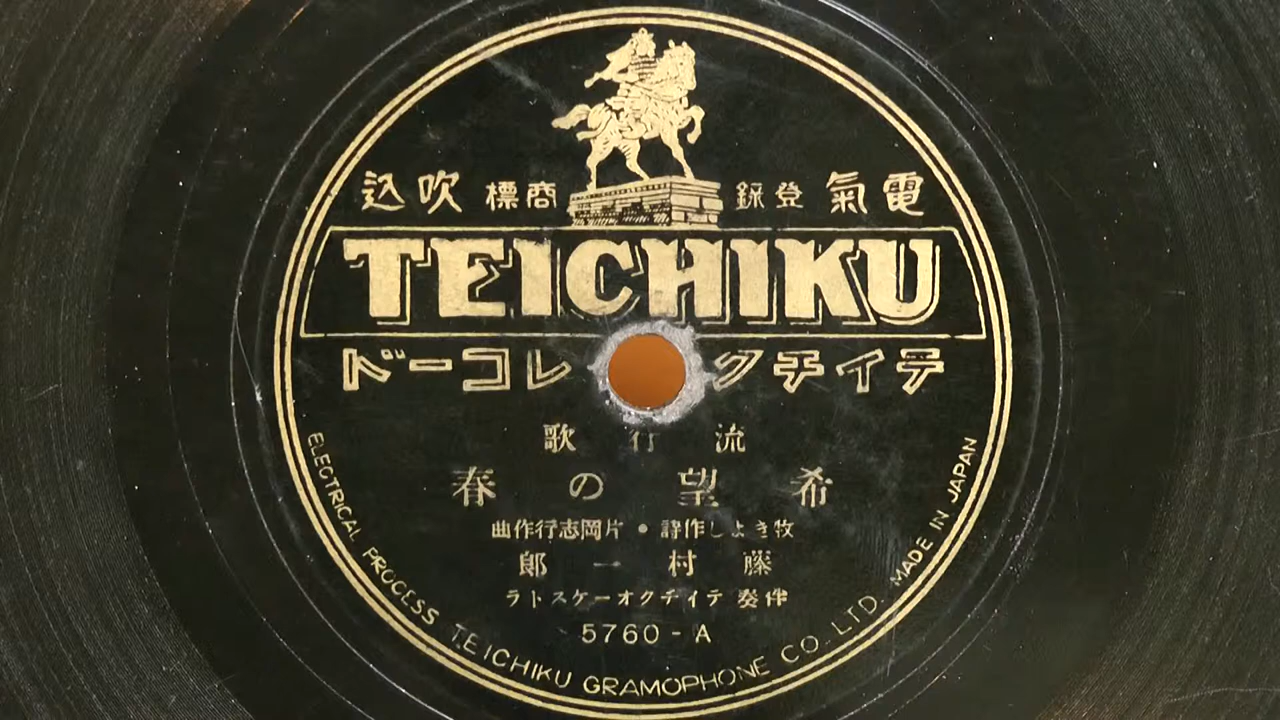 電氣 登錄 商標 吹込
TEICHIKU
テイチクレコード
流行歌
希望の春
牧きよし作詩・片岡志行作曲
藤村一郎
伴奏 テイチクオーケストラ
5760-A
ELECTRICAL PROCESS TEICHIKU GRAMOPHONE CO., LTD. MADE IN JAPAN